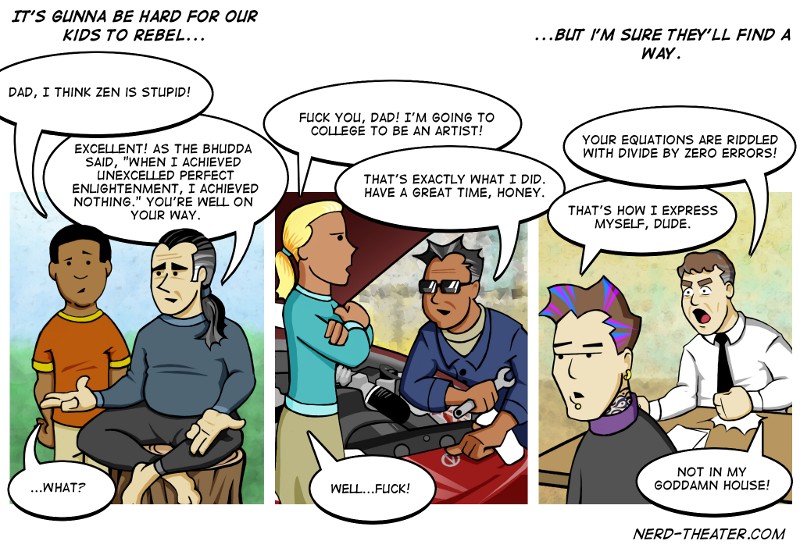 IT'S GUNNA BE HARD FOR OUR
KIDS TO REBEL...
DAD, I THINK ZEN IS STUPID!
EXCELLENT! AS THE BHUDDA
SAID, "WHEN I ACHIEVED
UNEXCELLED PERFECT
ENLIGHTENMENT, I ACHIEVED
NOTHING." YOU'RE WELL ON
YOUR WAY.
...WHAT?
FUCK YOU, DAD! I'M GOING TO
COLLEGE TO BE AN ARTIST!
THAT'S EXACTLY WHAT I DID.
HAVE A GREAT TIME, HONEY.
WELL...FUCK!
...BUT I'M SURE THEY'LL FIND A
WAY.
YOUR EQUATIONS ARE RIDDLED
WITH DIVIDE BY ZERO ERRORS!
THAT'S HOW I EXPRESS
MYSELF, DUDE.
NOT IN MY
GODDAMN HOUSE!
NERD-THEATER.COM